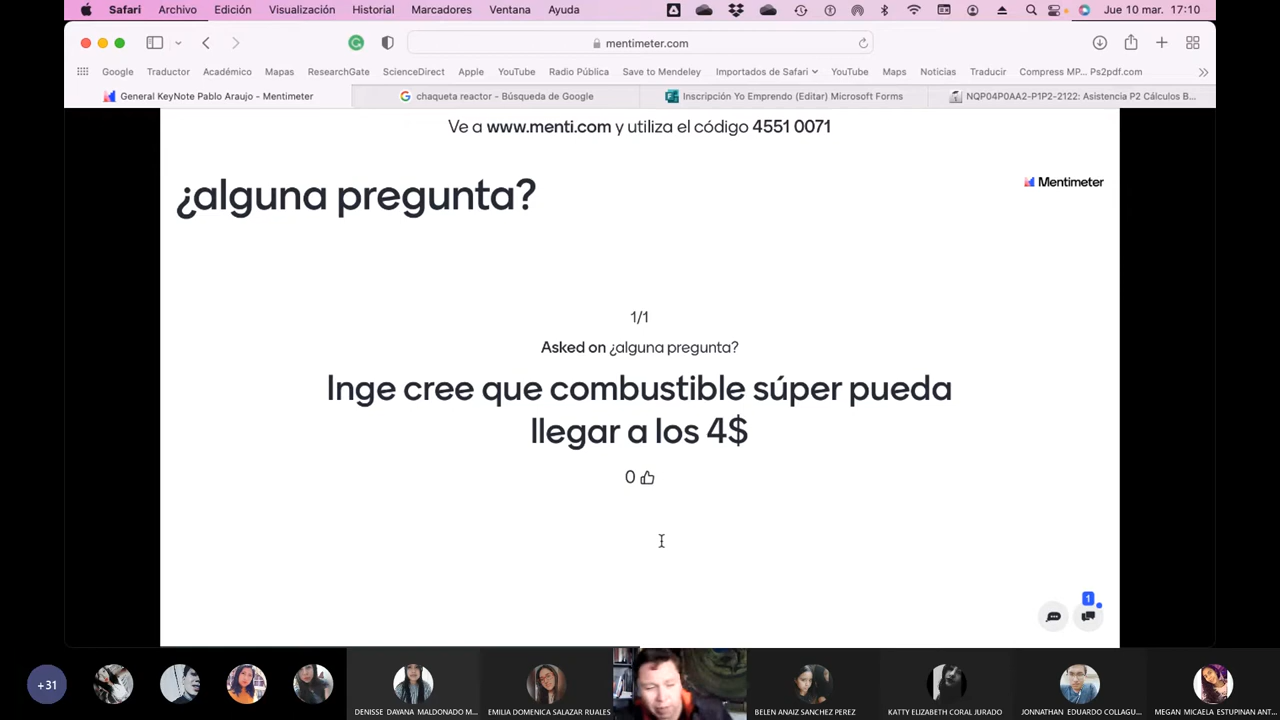 Safari Archivo Edición Visualización Historial Marcadores Ventana Ayuda Jue 10 mar. 17:10
mentimeter.com
Google Traductor Académico Mapas ResearchGate ScienceDirect Apple YouTube Radio Pública Save to Mendeley Importados de Safari YouTube Maps Noticias Traducir Compress MP... Ps2pdf.com
General KeyNote Pablo Araujo - Mentimeter chaqueta reactor - Búsqueda de Google Inscripción Yo Emprendo (Editar) Microsoft Forms NQP04P0AA2-P1P2-2122: Asistencia P2 Cálculos B...
Ve a www.menti.com y utiliza el código 4551 0071
¿alguna pregunta?
Mentimeter
1/1
Asked on ¿alguna pregunta?
Inge cree que combustible súper pueda
llegar a los 4$
0
1
+31
DENISSE DAYANA MALDONADO M... EMILIA DOMENICA SALAZAR RUALES BELEN ANAIZ SANCHEZ PEREZ KATTY ELIZABETH CORAL JURADO JONNATHAN EDUARDO COLLAGU... MEGAN MICAELA ESTUPINAN ANT...